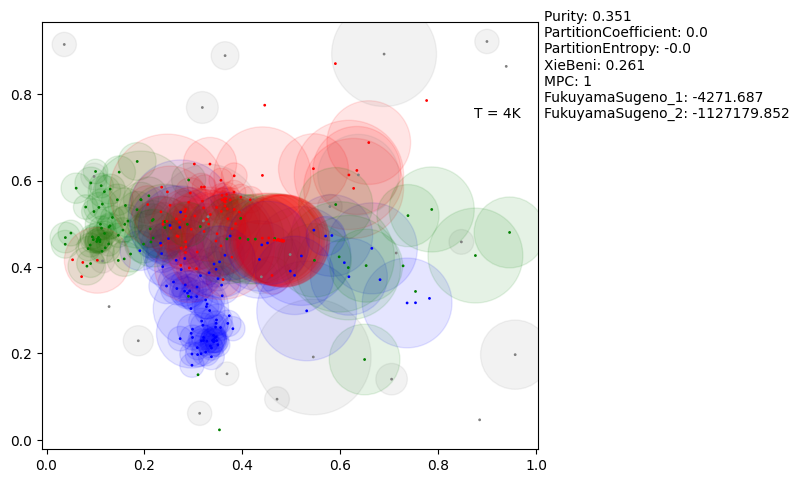 Purity: 0.351
PartitionCoefficient: 0.0
PartitionEntropy: -0.0
XieBeni: 0.261
MPC: 1
FukuyamaSugeno_1: -4271.687
FukuyamaSugeno_2: -1127179.852
T = 4K
0.8
0.6
0.4
0.2
0.0
0.0 0.2 0.4 0.6 0.8 1.0